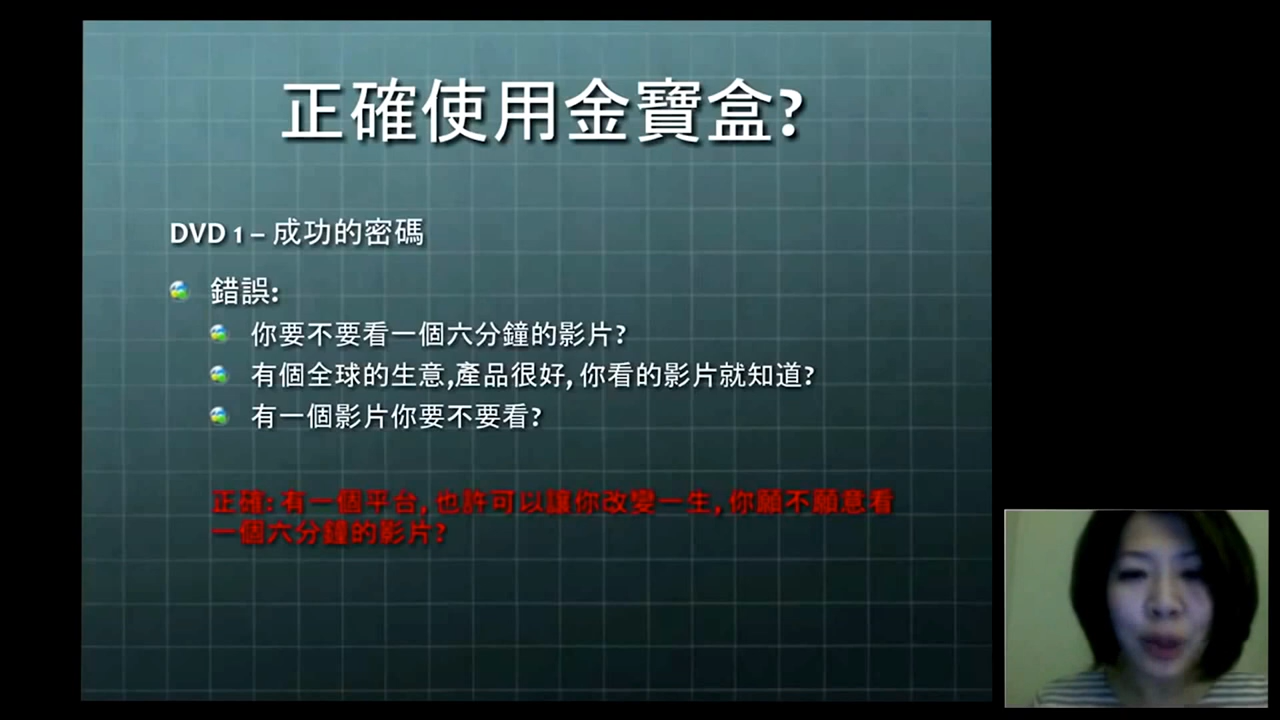 正確使用金寶盒?
DVD 1 – 成功的密碼
錯誤:
你要不要看一個六分鐘的影片?
有個全球的生意,產品很好, 你看的影片就知道?
有一個影片你要不要看?
正確: 有一個平台, 也許可以讓你改變一生, 你願不願意看
一個六分鐘的影片?